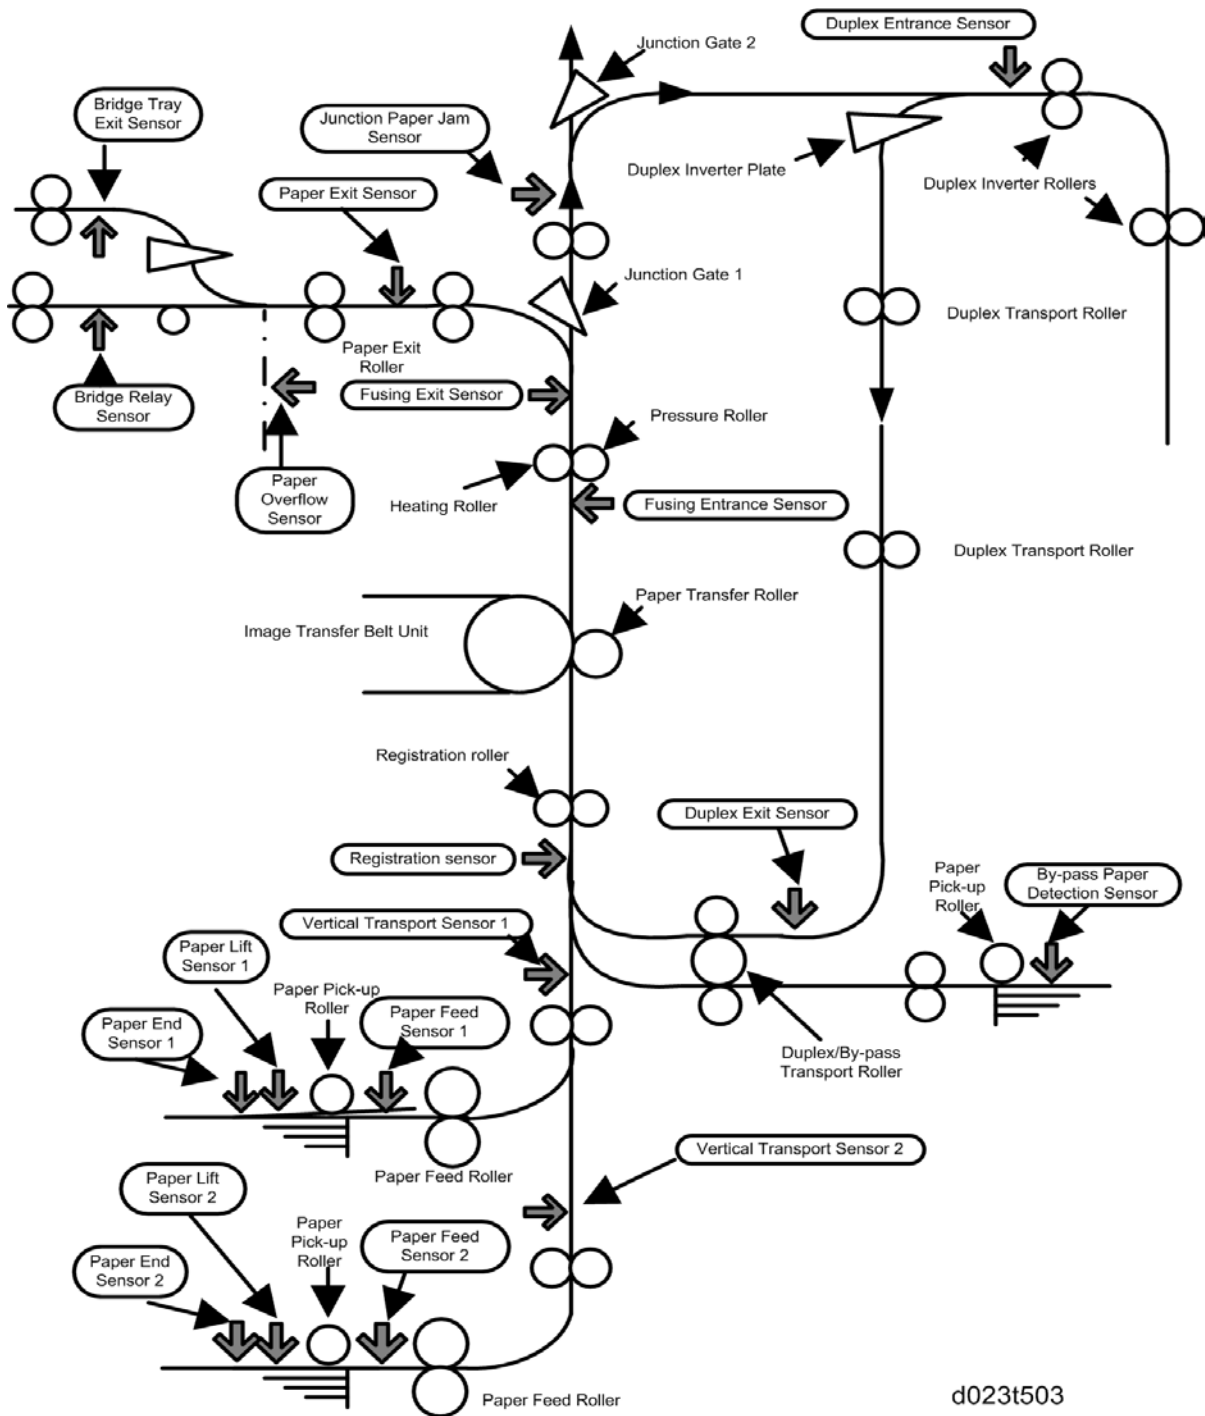 Duplex Entrance Sensor
Junction Gate 2
Bridge Tray
Exit Sensor
Junction Paper Jam
Sensor
Duplex Inverter Plate
Duplex Inverter Rollers
Paper Exit Sensor
Junction Gate 1
Duplex Transport Roller
Paper Exit
Roller
Bridge Relay
Sensor
Fusing Exit Sensor
Pressure Roller
Paper
Overflow
Sensor
Heating Roller
Fusing Entrance Sensor
Duplex Transport Roller
Paper Transfer Roller
Image Transfer Belt Unit
Registration roller
Duplex Exit Sensor
Registration sensor
Paper
Pick-up
Roller
By-pass Paper
Detection Sensor
Vertical Transport Sensor 1
Paper Lift
Sensor 1
Paper Pick-up
Roller
Paper End
Sensor 1
Paper Feed
Sensor 1
Duplex/By-pass
Transport Roller
Vertical Transport Sensor 2
Paper Feed Roller
Paper Lift
Sensor 2
Paper
Pick-up
Roller
Paper Feed
Sensor 2
Paper End
Sensor 2
Paper Feed Roller
d023t503